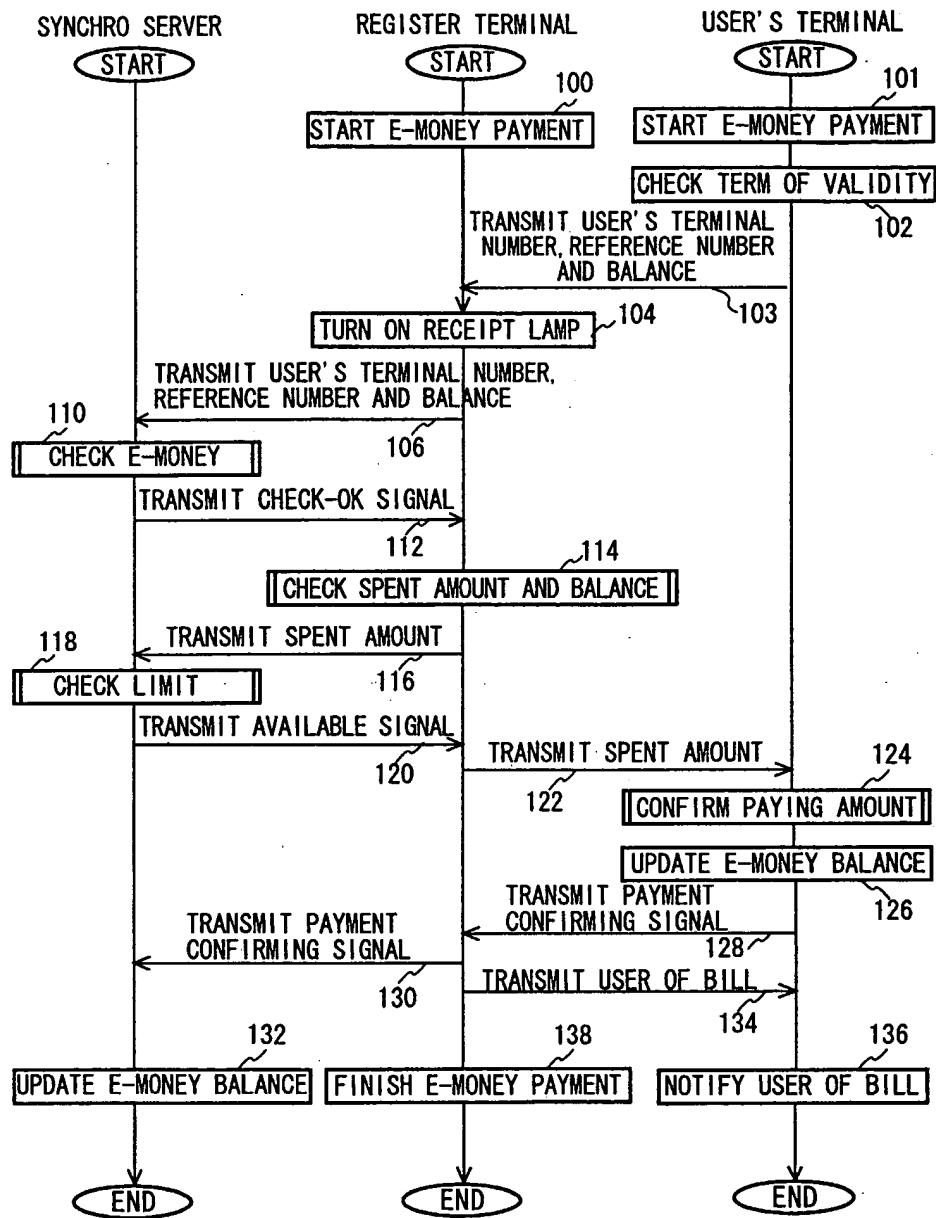 SYNCHRO SERVER
REGISTER TERMINAL
USER'S TERMINAL
START
START
START
100
101
START E-MONEY PAYMENT
START E-MONEY PAYMENT
CHECK TERM OF VALIDITY
102
TRANSMIT USER'S TERMINAL
NUMBER, REFERENCE NUMBER
AND BALANCE
103
TURN ON RECEIPT LAMP
104
TRANSMIT USER'S TERMINAL NUMBER,
REFERENCE NUMBER AND BALANCE
106
110
CHECK E-MONEY
TRANSMIT CHECK-OK SIGNAL
112
114
CHECK SPENT AMOUNT AND BALANCE
TRANSMIT SPENT AMOUNT
116
118
CHECK LIMIT
TRANSMIT AVAILABLE SIGNAL
120
TRANSMIT SPENT AMOUNT
122
124
CONFIRM PAYING AMOUNT
UPDATE E-MONEY BALANCE
126
TRANSMIT PAYMENT
CONFIRMING SIGNAL
128
TRANSMIT PAYMENT
CONFIRMING SIGNAL
130
TRANSMIT USER OF BILL
134
132
138
136
UPDATE E-MONEY BALANCE
FINISH E-MONEY PAYMENT
NOTIFY USER OF BILL
END
END
END